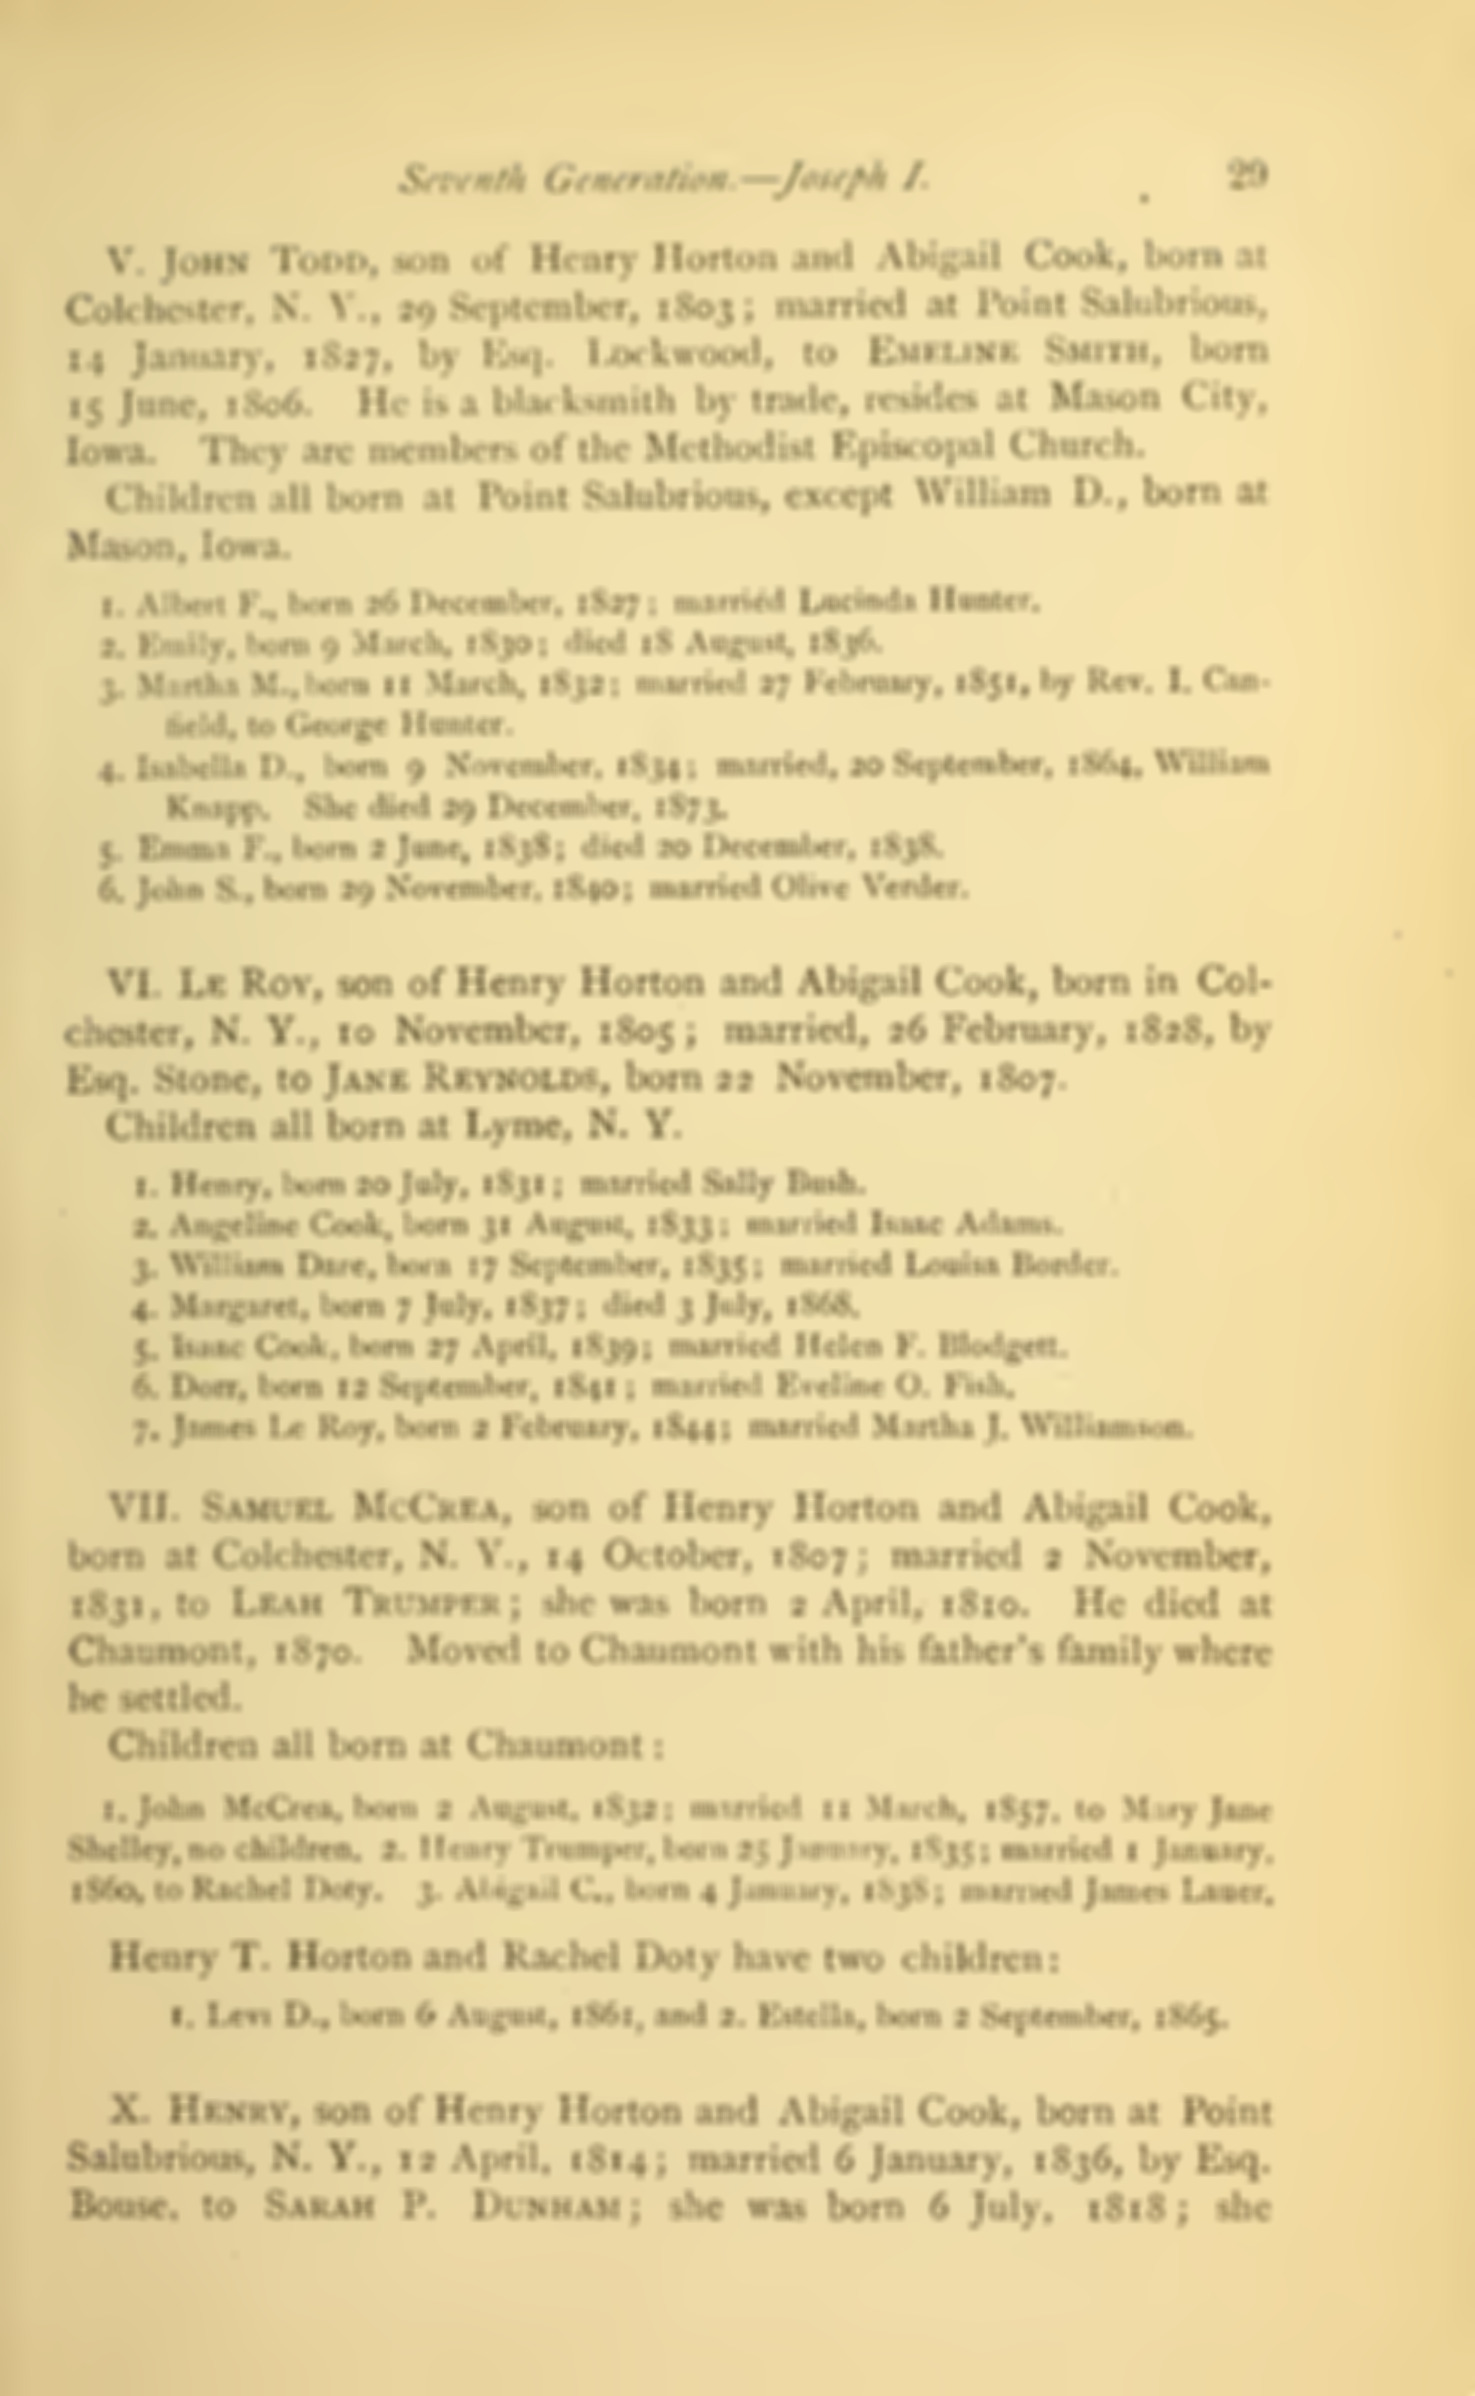 Seventh Generation.—Joseph I. 29
V. JOHN TODD, son of Henry Horton and Abigail Cook, born at
Colchester, N. Y., 29 September, 1803; married at Point Salubrious,
14 January, 1827, by Esq. Lockwood, to EMELINE SMITH, born
15 June, 1806. He is a blacksmith by trade, resides at Mason City,
Iowa. They are members of the Methodist Episcopal Church.
Children all born at Point Salubrious, except William D., born at
Mason, Iowa.
1. Albert F., born 26 December, 1827; married Lucinda Hunter.
2. Emily, born 9 March, 1830; died 18 August, 1836.
3. Martha M., born 11 March, 1832; married 27 February, 1851, by Rev. I. Can-
field, to George Hunter.
4. Isabella D., born 9 November, 1834; married, 20 September, 1864, William
Knapp. She died 29 December, 1873.
5. Emma F., born 2 June, 1838; died 20 December, 1838.
6. John S., born 29 November, 1840; married Olive Verder.
VI. LE ROY, son of Henry Horton and Abigail Cook, born in Col-
chester, N. Y., 10 November, 1805; married, 26 February, 1828, by
Esq. Stone, to JANE REYNOLDS, born 22 November, 1807.
Children all born at Lyme, N. Y.
1. Henry, born 20 July, 1831; married Sally Bush.
2. Angeline Cook, born 31 August, 1833; married Isaac Adams.
3. William Dare, born 17 September, 1835; married Louisa Border.
4. Margaret, born 7 July, 1837; died 3 July, 1868.
5. Isaac Cook, born 27 April, 1839; married Helen F. Blodgett.
6. Dorr, born 12 September, 1841; married Eveline O. Fish.
7. James Le Roy, born 2 February, 1844; married Martha J. Williamson.
VII. SAMUEL MCCREA, son of Henry Horton and Abigail Cook,
born at Colchester, N. Y., 14 October, 1807; married 2 November,
1831, to LEAH TRUMPER; she was born 2 April, 1810. He died at
Chaumont, 1870. Moved to Chaumont with his father's family where
he settled.
Children all born at Chaumont:
1. John McCrea, born 2 August, 1832; married 11 March, 1857, to Mary Jane
Shelley, no children. 2. Henry Trumper, born 25 January, 1835; married 1 January,
1860, to Rachel Doty. 3. Abigail C., born 4 January, 1838; married James Lauer.
Henry T. Horton and Rachel Doty have two children:
1. Levi D., born 6 August, 1861, and 2. Estella, born 2 September, 1865.
X. HENRY, son of Henry Horton and Abigail Cook, born at Point
Salubrious, N. Y., 12 April, 1814; married 6 January, 1836, by Esq.
Bouse, to SARAH P. DUNHAM; she was born 6 July, 1818; she